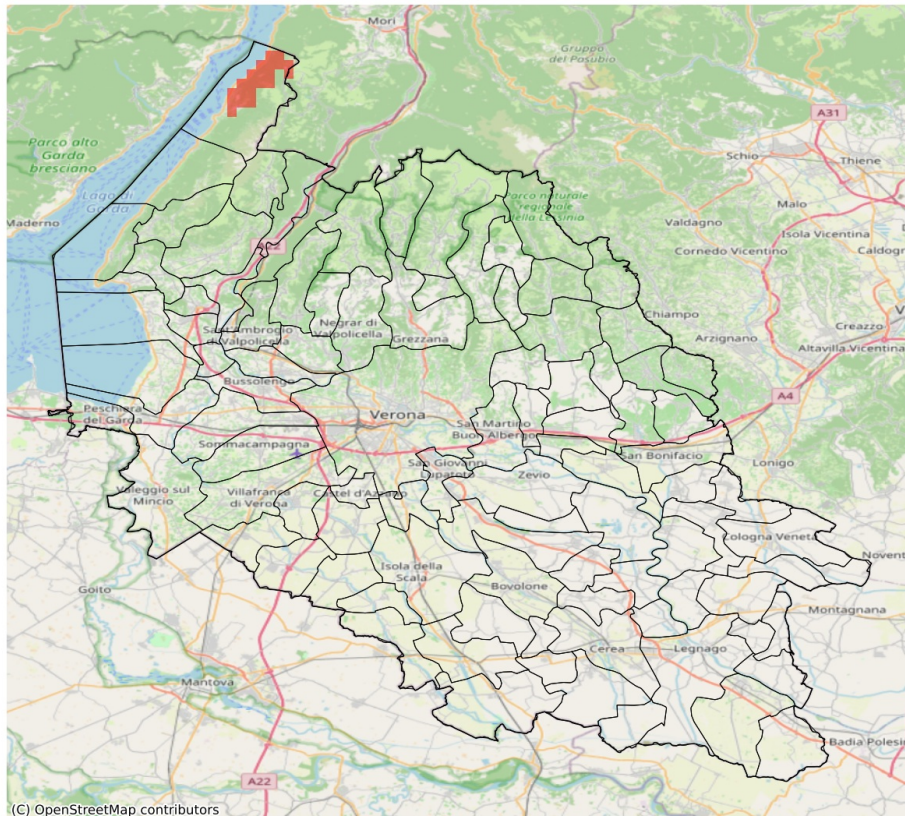 Mori
Gruppo
del Pasubio
A31
Schio
Thiene
Parco alto
Garda
bresciano
Lago di
Garda
Malo
Parco naturale
regionale
della Lessinia
Maderno
Valdagno
Isola Vicentina
Cornedo Vicentino
Caldogn
A22
Chiampo
Sant'Ambrogio
di Valpolicella
Negrar di
Valpolicella
Grezzana
Arzignano
Creazzo
Altavilla Vicentina
V
Bussolengo
A4
Peschiera
del Garda
Verona
San Martino
Buon Albergo
Sommacampagna
San Bonifacio
Lonigo
San Giovanni
Lupatoto
Zevio
Valeggio sul
Mincio
Villafranca
di Verona
Castel d'Azzano
Cologna Veneta
Novent
Isola della
Scala
Goito
Bovolone
Montagnana
Cerea
Legnago
Mantova
Badia Polesi
A22
(C) OpenStreetMap contributors